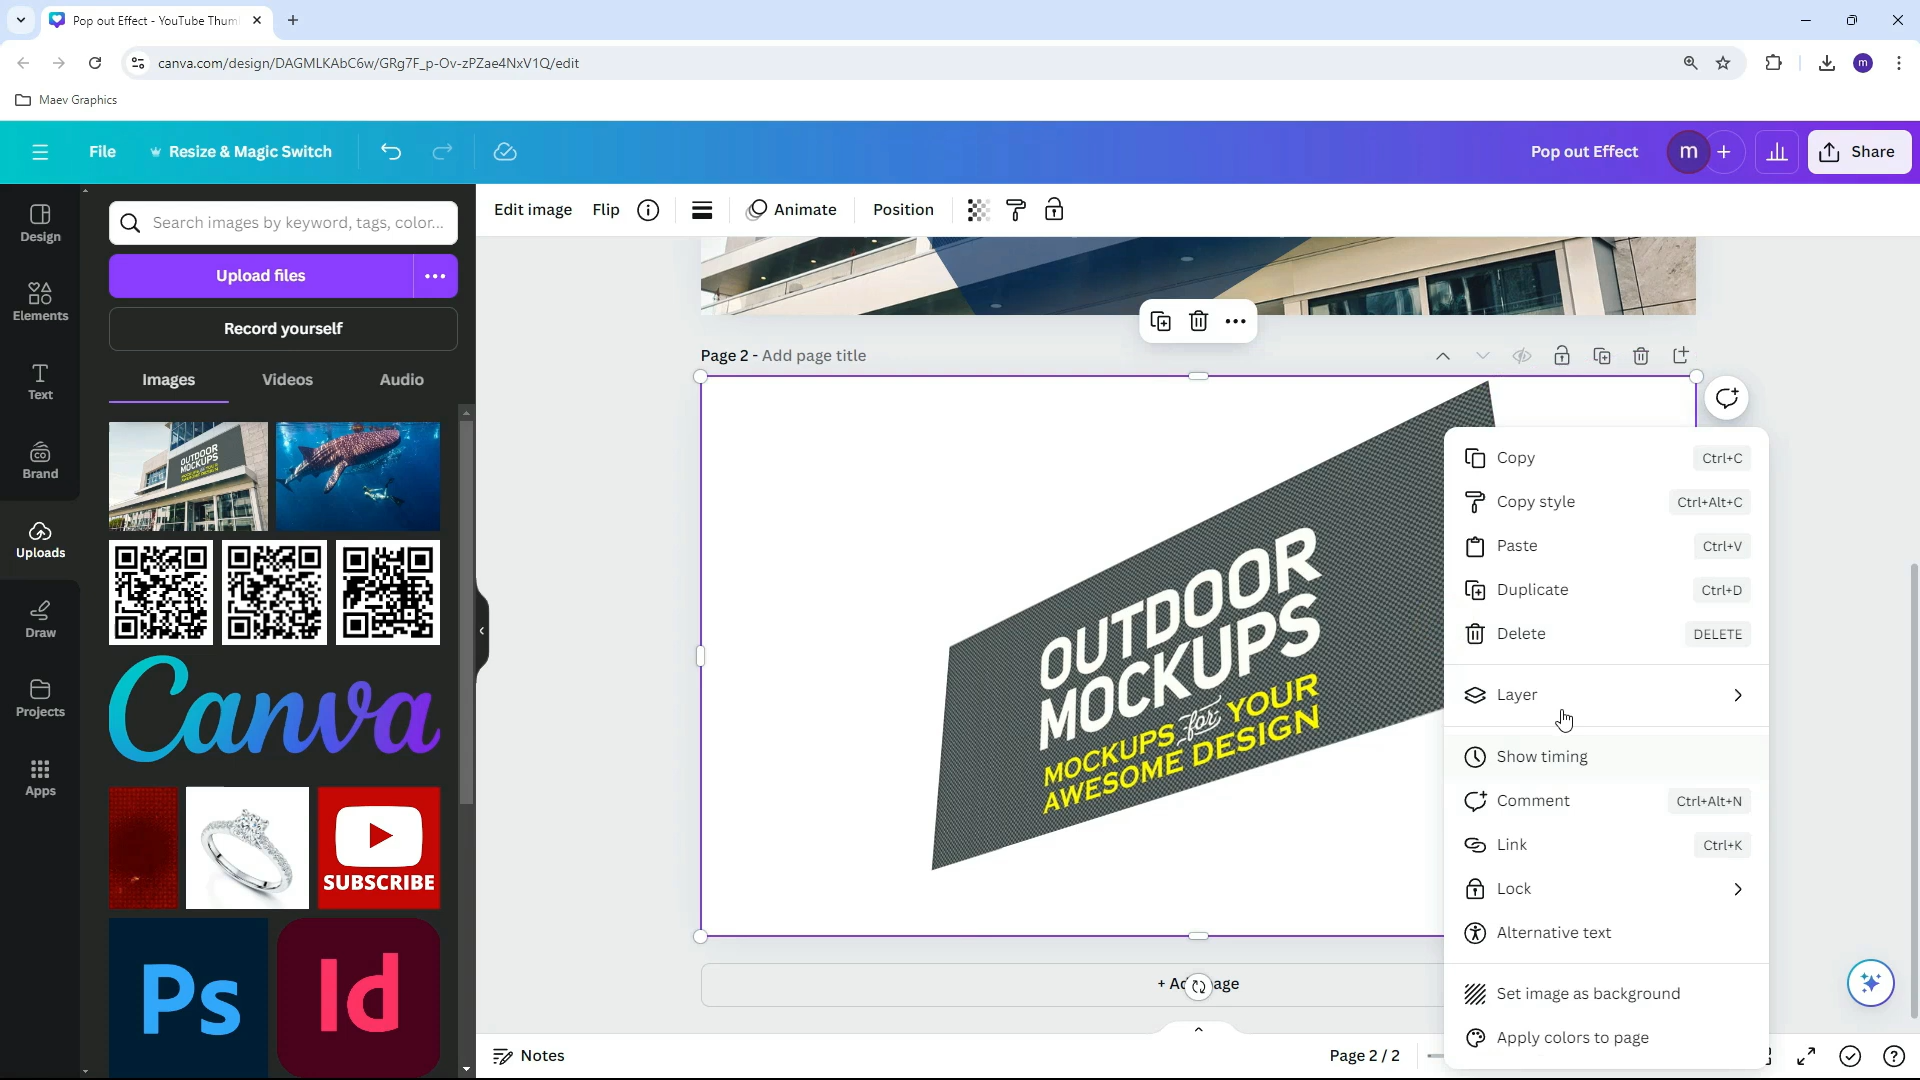 Pop out Effect - YouTube Thum
canva.com/design/DAGMLKAbC6w/GRg7F_p-Ov-zPZae4NxV1Q/edit
m
Maev Graphics
File
Resize & Magic Switch
Pop out Effect
m
Share
Design
Elements
Text
Brand
Uploads
Draw
Projects
Apps
Search images by keyword, tags, color...
Upload files
Record yourself
Images
Videos
Audio
OUTDOOR
MOCKUPS
Canva
SUBSCRIBE
Ps
Id
Edit image
Flip
Animate
Position
Page 2 - Add page title
OUTDOOR
MOCKUPS
MOCKUPS for YOUR
AWESOME DESIGN
Copy Ctrl+C
Copy style Ctrl+Alt+C
Paste Ctrl+V
Duplicate Ctrl+D
Delete DELETE
Layer
Show timing
Comment Ctrl+Alt+N
Link Ctrl+K
Lock
Alternative text
Set image as background
Apply colors to page
Notes
Page 2 / 2